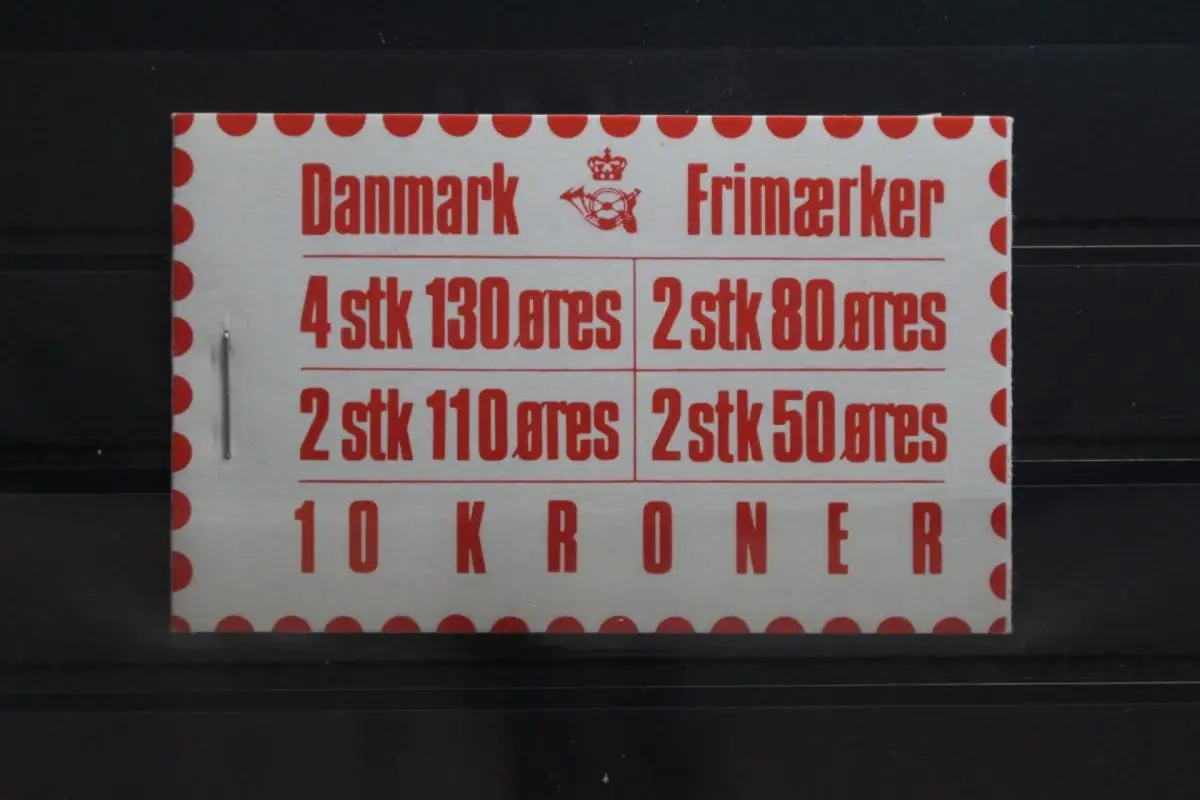 Danmark Frimærker
4 stk 130 øres 2 stk 80 øres
2 stk 110 øres 2 stk 50 øres
10 KRONER